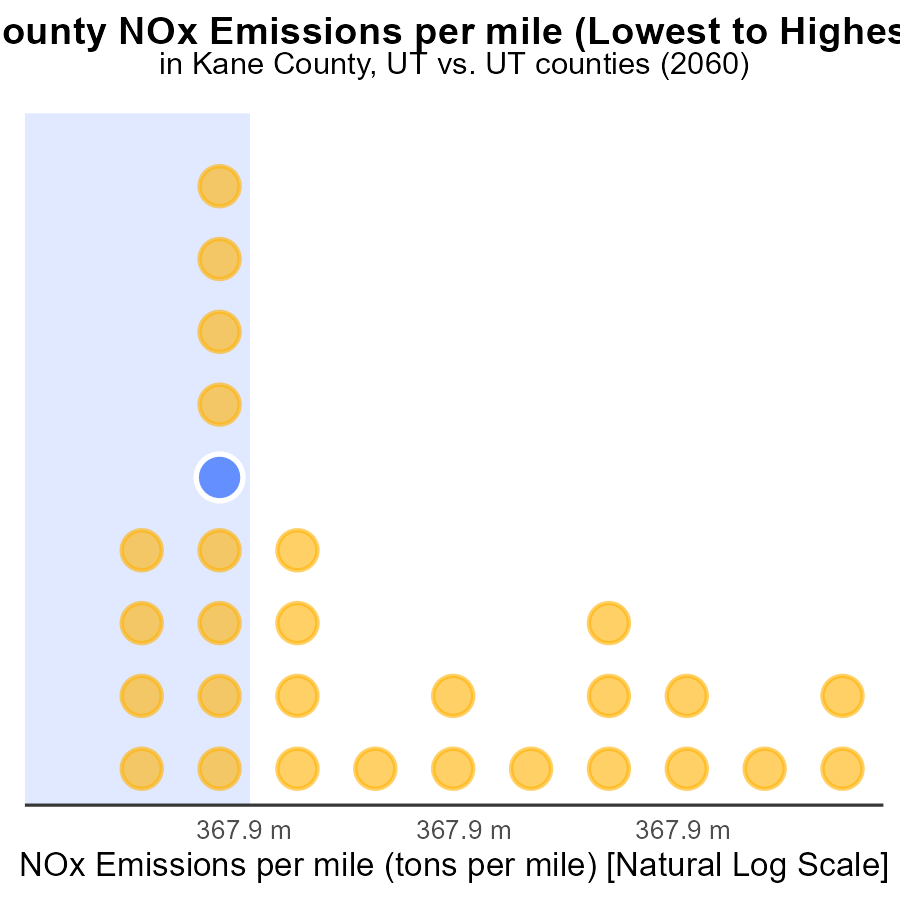 ounty NOx Emissions per mile (Lowest to Highes
in Kane County, UT vs. UT counties (2060)
367.9 m 367.9 m 367.9 m
NOx Emissions per mile (tons per mile) [Natural Log Scale]